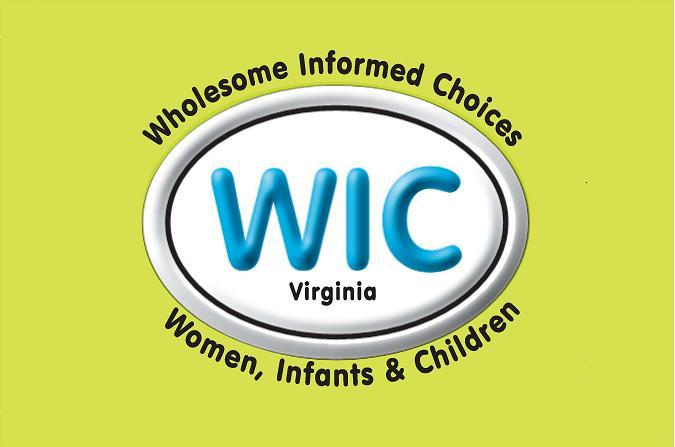 Wholesome Informed Choices
WIC
Virginia
Women, Infants & Children